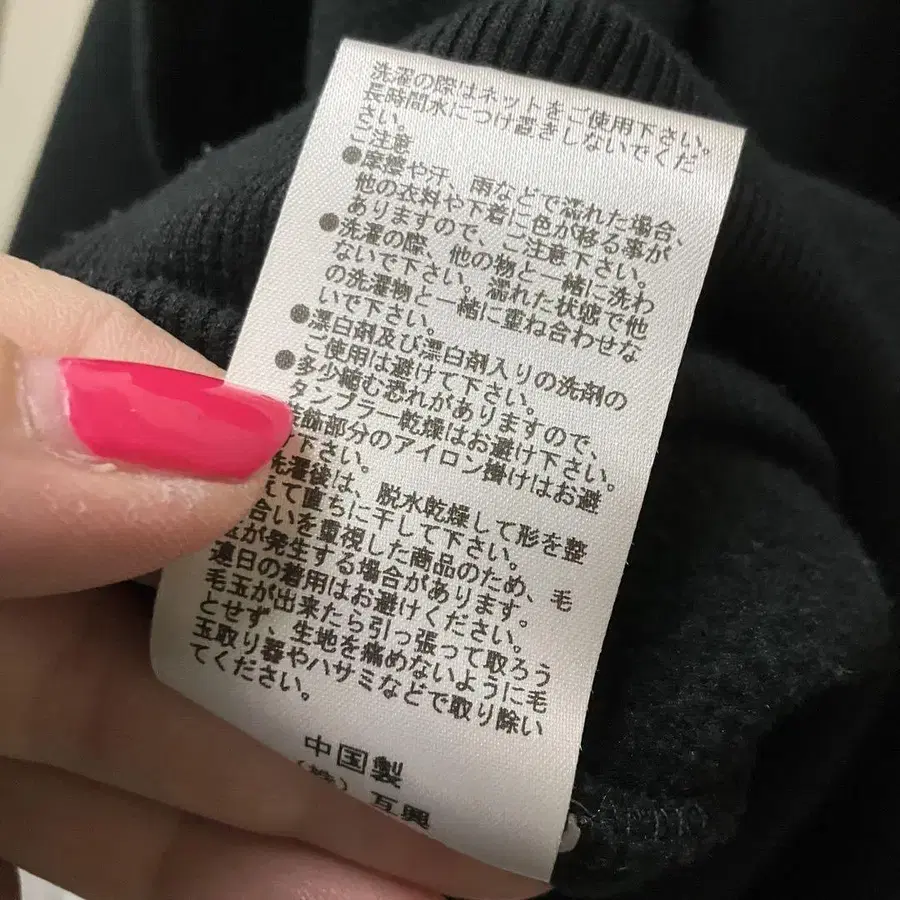 洗濯の際はネットをご使用下さい。
長時間水につけ置きしないでくだ
さい。
ご注意
●摩擦や汗、雨などで濡れた場合、
他の衣料や下着に色が移る事が
ありますので、ご注意下さい。
●洗濯の際、他の物と一緒に洗わ
ないで下さい。濡れた状態で他
の洗濯物と一緒に重ね合わせな
いで下さい。
●漂白剤及び漂白剤入りの洗剤の
ご使用は避けて下さい。
●多少縮む恐れがありますので、
タンブラー乾燥はお避け下さい。
装飾部分のアイロン掛けはお避
け下さい。
洗濯後は、脱水乾燥して形を整
えて直ちに干して下さい。
合いを重視した商品のため、毛
玉が発生する場合があります。
連日の着用はお避けください。
毛玉が出来たら引っ張って取ろう
とせず、生地を痛めないように毛
玉取り器やハサミなどで取り除い
てください。
中国製
(株) 互興